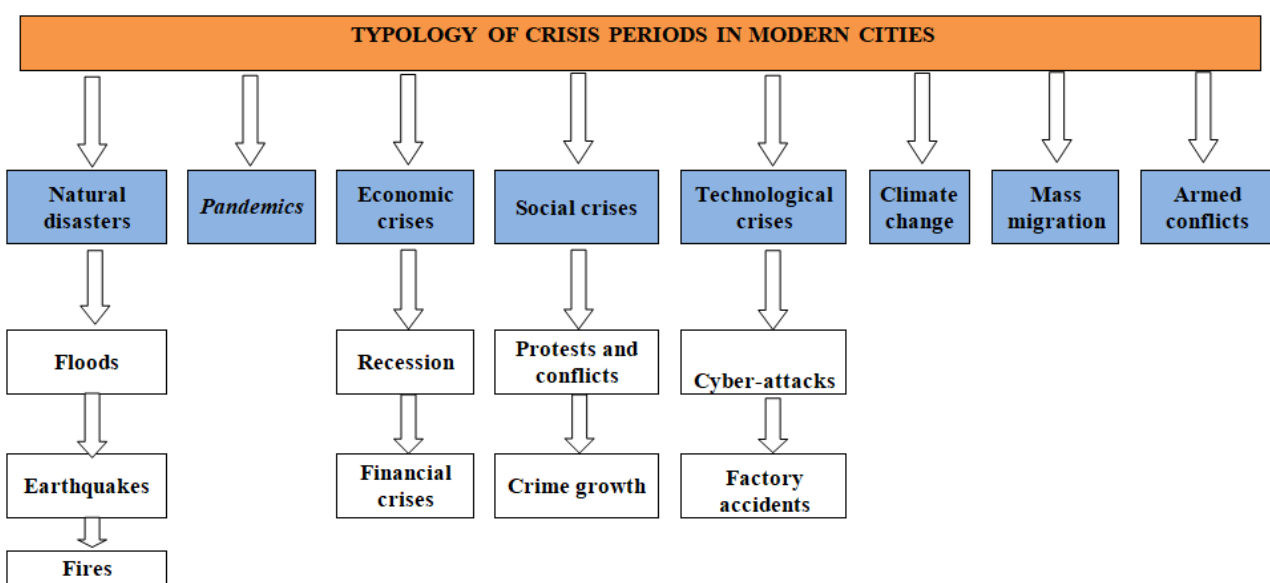 TYPOLOGY OF CRISIS PERIODS IN MODERN CITIES
Natural
disasters
Pandemics
Economic
crises
Social crises
Technological
crises
Climate
change
Mass
migration
Armed
conflicts
Floods
Recession
Protests and
conflicts
Cyber-attacks
Earthquakes
Financial
crises
Crime growth
Factory
accidents
Fires